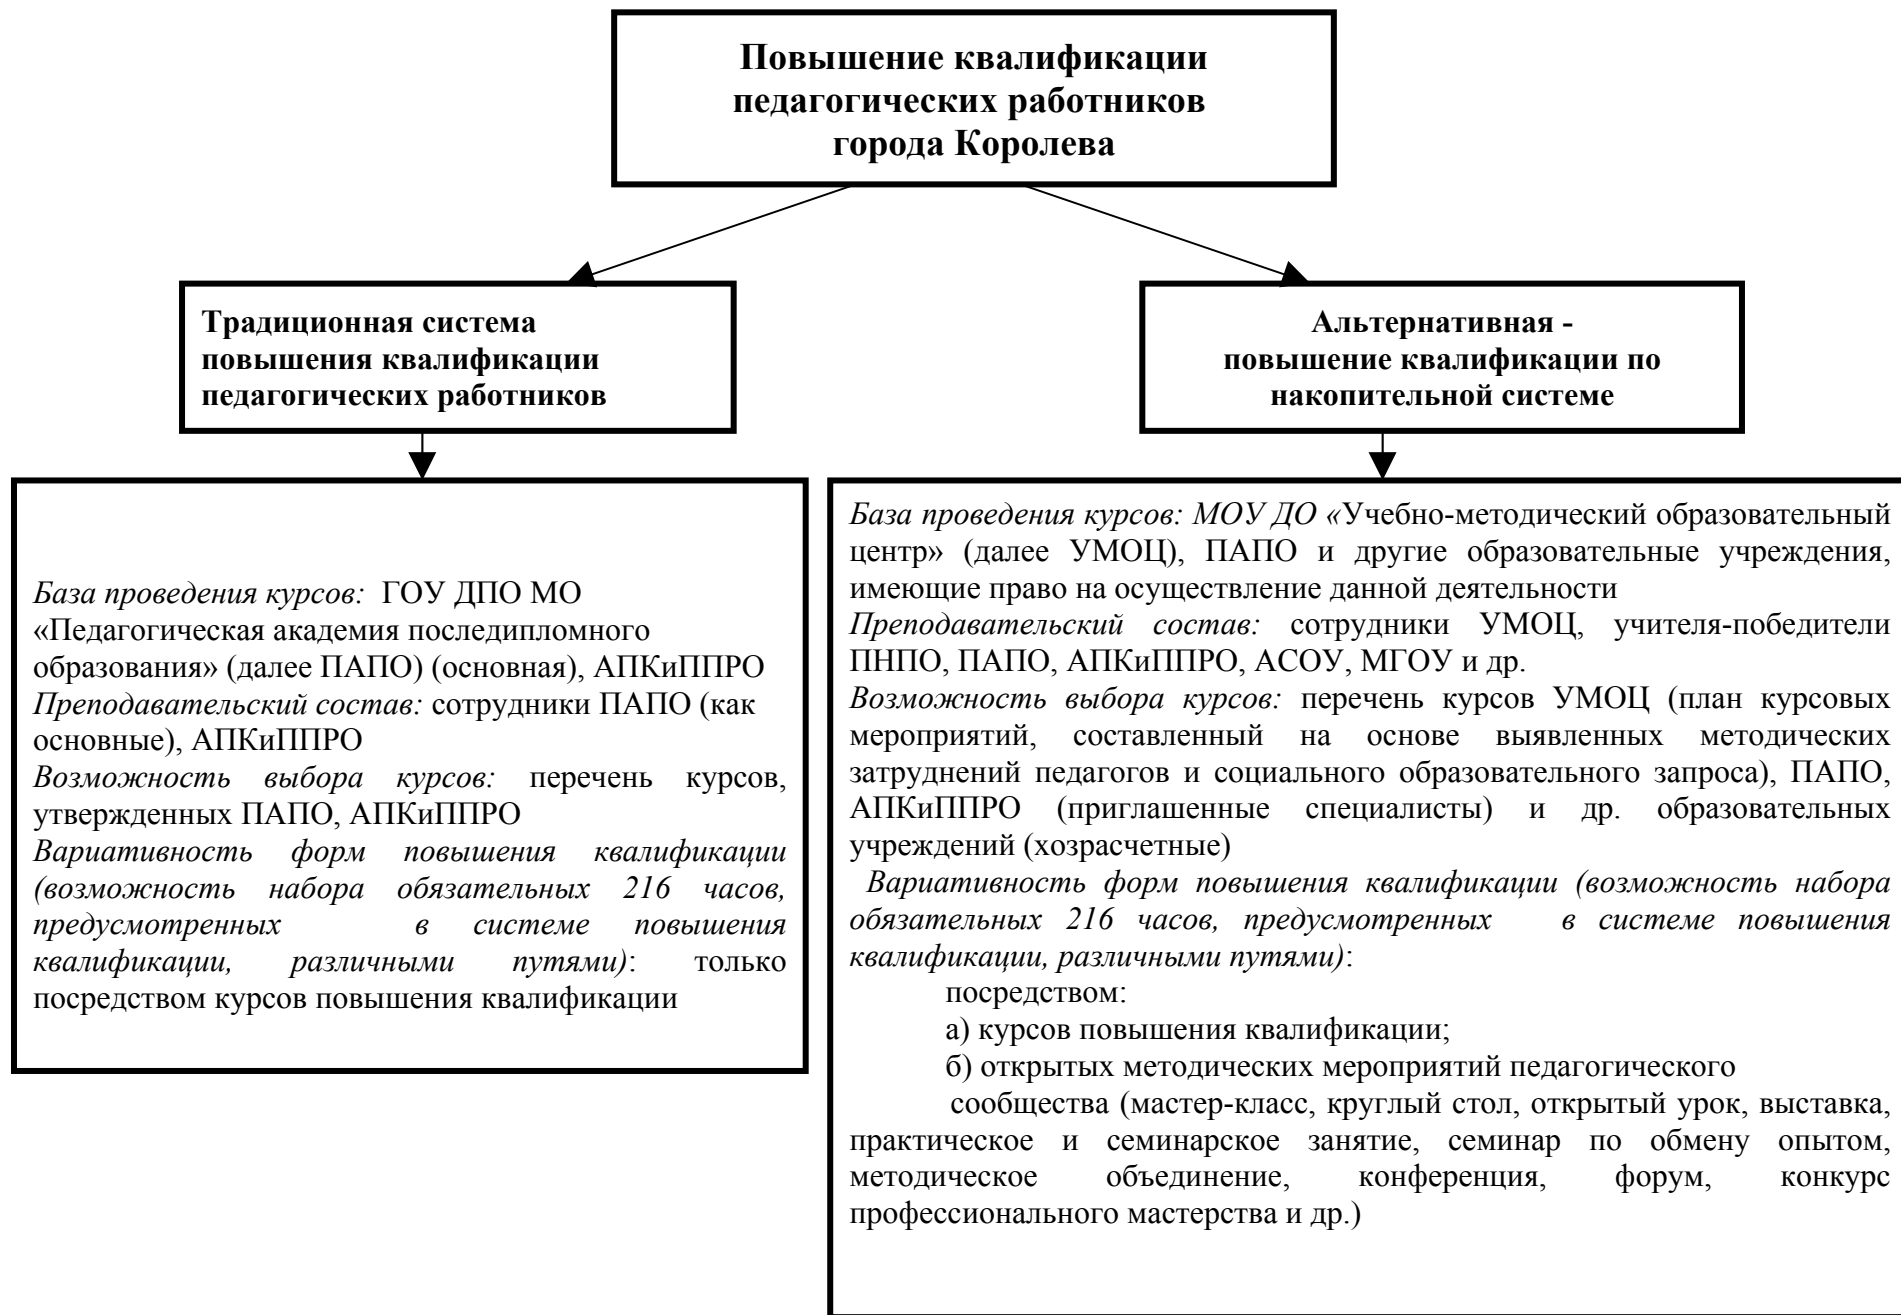 Повышение квалификации
педагогических работников
города Королева
Традиционная система
повышения квалификации
педагогических работников
Альтернативная -
повышение квалификации по
накопительной системе
База проведения курсов: ГОУ ДПО МО
«Педагогическая академия последипломного
образования» (далее ПАПО) (основная), АПКиППРО
Преподавательский состав: сотрудники ПАПО (как
основные), АПКиППРО
Возможность выбора курсов: перечень курсов,
утвержденных ПАПО, АПКиППРО
Вариативность форм повышения квалификации
(возможность набора обязательных 216 часов,
предусмотренных в системе повышения
квалификации, различными путями): только
посредством курсов повышения квалификации
База проведения курсов: МОУ ДО «Учебно-методический образовательный
центр» (далее УМОЦ), ПАПО и другие образовательные учреждения,
имеющие право на осуществление данной деятельности
Преподавательский состав: сотрудники УМОЦ, учителя-победители
ПНПО, ПАПО, АПКиППРО, АСОУ, МГОУ и др.
Возможность выбора курсов: перечень курсов УМОЦ (план курсовых
мероприятий, составленный на основе выявленных методических
затруднений педагогов и социального образовательного запроса), ПАПО,
АПКиППРО (приглашенные специалисты) и др. образовательных
учреждений (хозрасчетные)
Вариативность форм повышения квалификации (возможность набора
обязательных 216 часов, предусмотренных в системе повышения
квалификации, различными путями):
посредством:
а) курсов повышения квалификации;
б) открытых методических мероприятий педагогического
сообщества (мастер-класс, круглый стол, открытый урок, выставка,
практическое и семинарское занятие, семинар по обмену опытом,
методическое объединение, конференция, форум, конкурс
профессионального мастерства и др.)